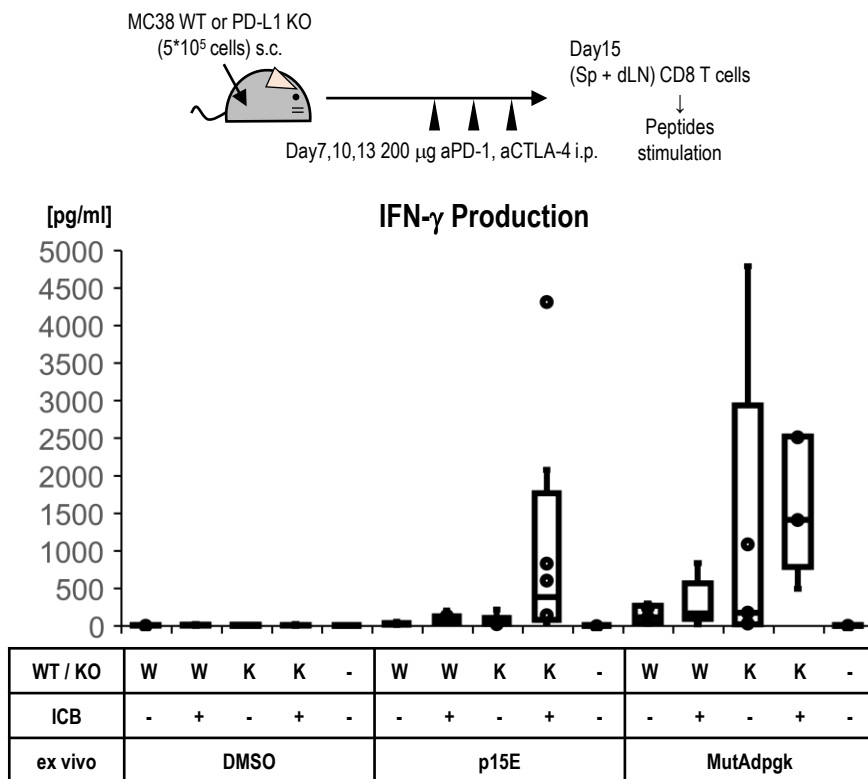 MC38 WT or PD-L1 KO
(5*10⁵ cells) s.c.
Day15
(Sp + dLN) CD8 T cells
↓
Peptides
stimulation
Day7,10,13 200 μg aPD-1, aCTLA-4 i.p.
[pg/ml]
IFN-γ Production
5000
4500
4000
3500
3000
2500
2000
1500
1000
500
0
WT / KO W W K K - W W K K - W W K K -
ICB - + - + - + - + - + - +
ex vivo DMSO p15E MutAdpgk